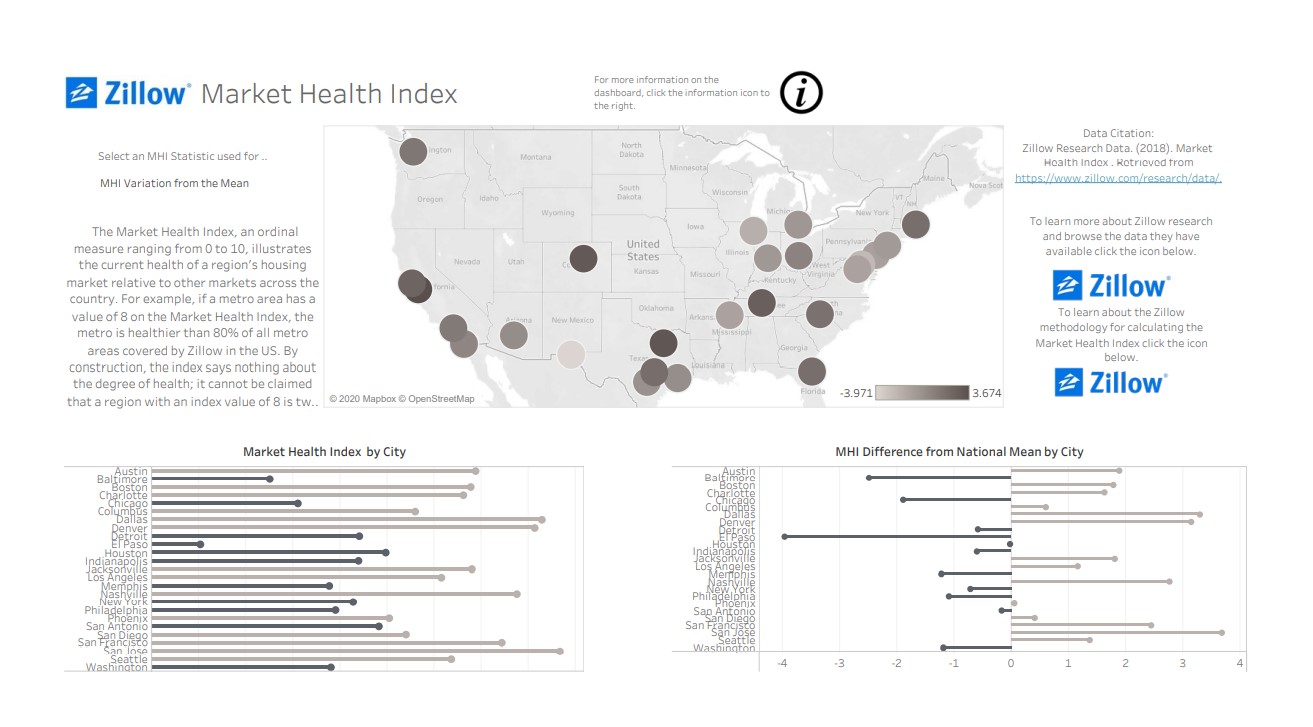 Zillow® Market Health Index
For more information on the
dashboard, click the information icon to
the right.
i
Select an MHI Statistic used for ..
MHI Variation from the Mean
The Market Health Index, an ordinal
measure ranging from 0 to 10, illustrates
the current health of a region's housing
market relative to other markets across the
country. For example, if a metro area has a
value of 8 on the Market Health Index, the
metro is healthier than 80% of all metro
areas covered by Zillow in the US. By
construction, the index says nothing about
the degree of health; it cannot be claimed
that a region with an index value of 8 is tw..
ington
Montana
North
Dakota
Minnesota
Oregon
Idaho
South
Dakota
Wisconsin
Maine
Nova Scot
VT
NH
Michi
New York
Wyoming
Iowa
Nevada
Utah
United
States
Illinois
Pennsylvani
Kansas
Missouri
West
Virginia
Kentucky
fornia
Oklahoma
New Mexico
Arkans
Mississippi
Georgia
Texas
Louisiana
Florida
© 2020 Mapbox © OpenStreetMap
-3.971
3.674
Data Citation:
Zillow Research Data. (2018). Market
Health Index . Retrieved from
https://www.zillow.com/research/data/.
To learn more about Zillow research
and browse the data they have
available click the icon below.
Zillow®
To learn about the Zillow
methodology for calculating the
Market Health Index click the icon
below.
Zillow®
Market Health Index by City
Austin
Baltimore
Boston
Charlotte
Chicago
Columbus
Dallas
Denver
Detroit
El Paso
Houston
Indianapolis
Jacksonville
Los Angeles
Memphis
Nashville
New York
Philadelphia
Phoenix
San Antonio
San Diego
San Francisco
San Jose
Seattle
Washington
MHI Difference from National Mean by City
Austin
Baltimore
Boston
Charlotte
Chicago
Columbus
Dallas
Denver
Detroit
El Paso
Houston
Indianapolis
Jacksonville
Los Angeles
Memphis
Nashville
New York
Philadelphia
Phoenix
San Antonio
San Diego
San Francisco
San Jose
Seattle
Washington
-4 -3 -2 -1 0 1 2 3 4